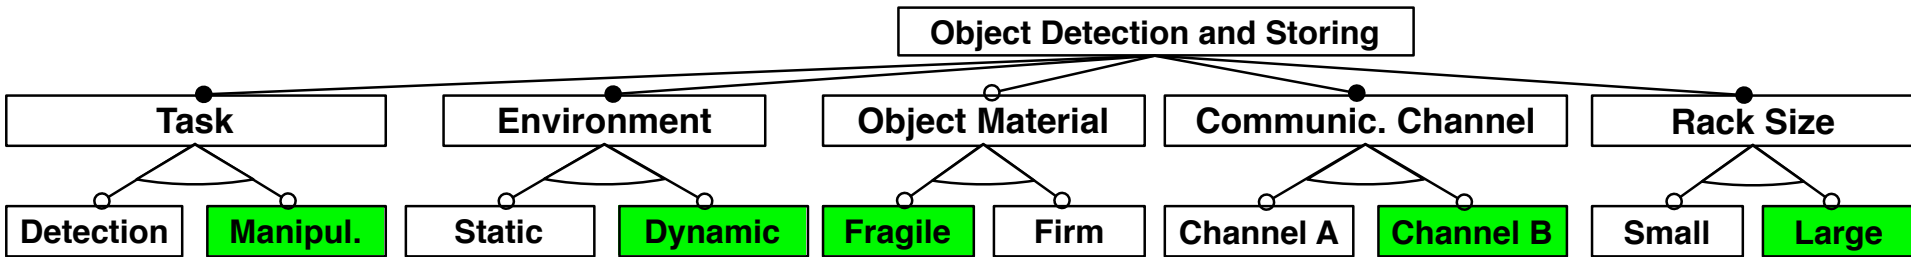 Object Detection and Storing
Task
Environment
Object Material
Communic. Channel
Rack Size
Detection
Manipul.
Static
Dynamic
Fragile
Firm
Channel A
Channel B
Small
Large